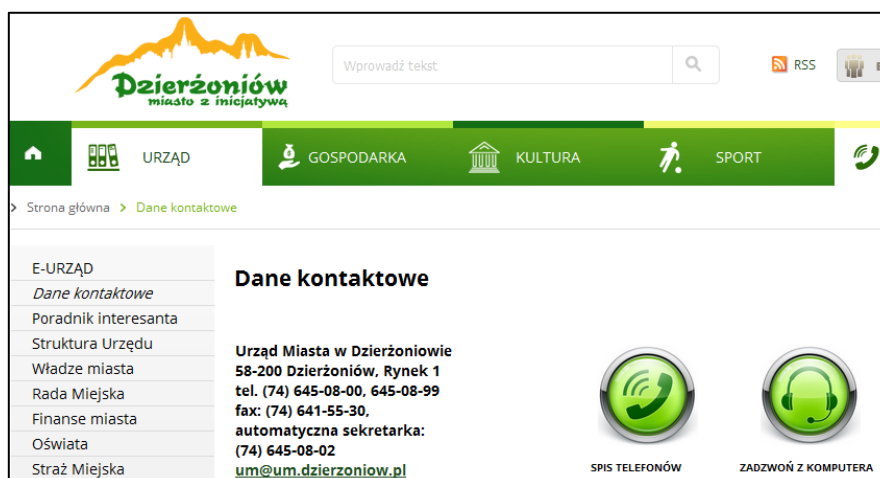 Dzierżoniów
miasto z inicjatywą
Wprowadź tekst
RSS
URZĄD
GOSPODARKA
KULTURA
SPORT
> Strona główna > Dane kontaktowe
E-URZĄD
Dane kontaktowe
Poradnik interesanta
Struktura Urzędu
Władze miasta
Rada Miejska
Finanse miasta
Oświata
Straż Miejska
Dane kontaktowe
Urząd Miasta w Dzierżoniowie
58-200 Dzierżoniów, Rynek 1
tel. (74) 645-08-00, 645-08-99
fax: (74) 641-55-30,
automatyczna sekretarka:
(74) 645-08-02
um@um.dzierzoniow.pl
SPIS TELEFONÓW
ZADZWOŃ Z KOMPUTERA